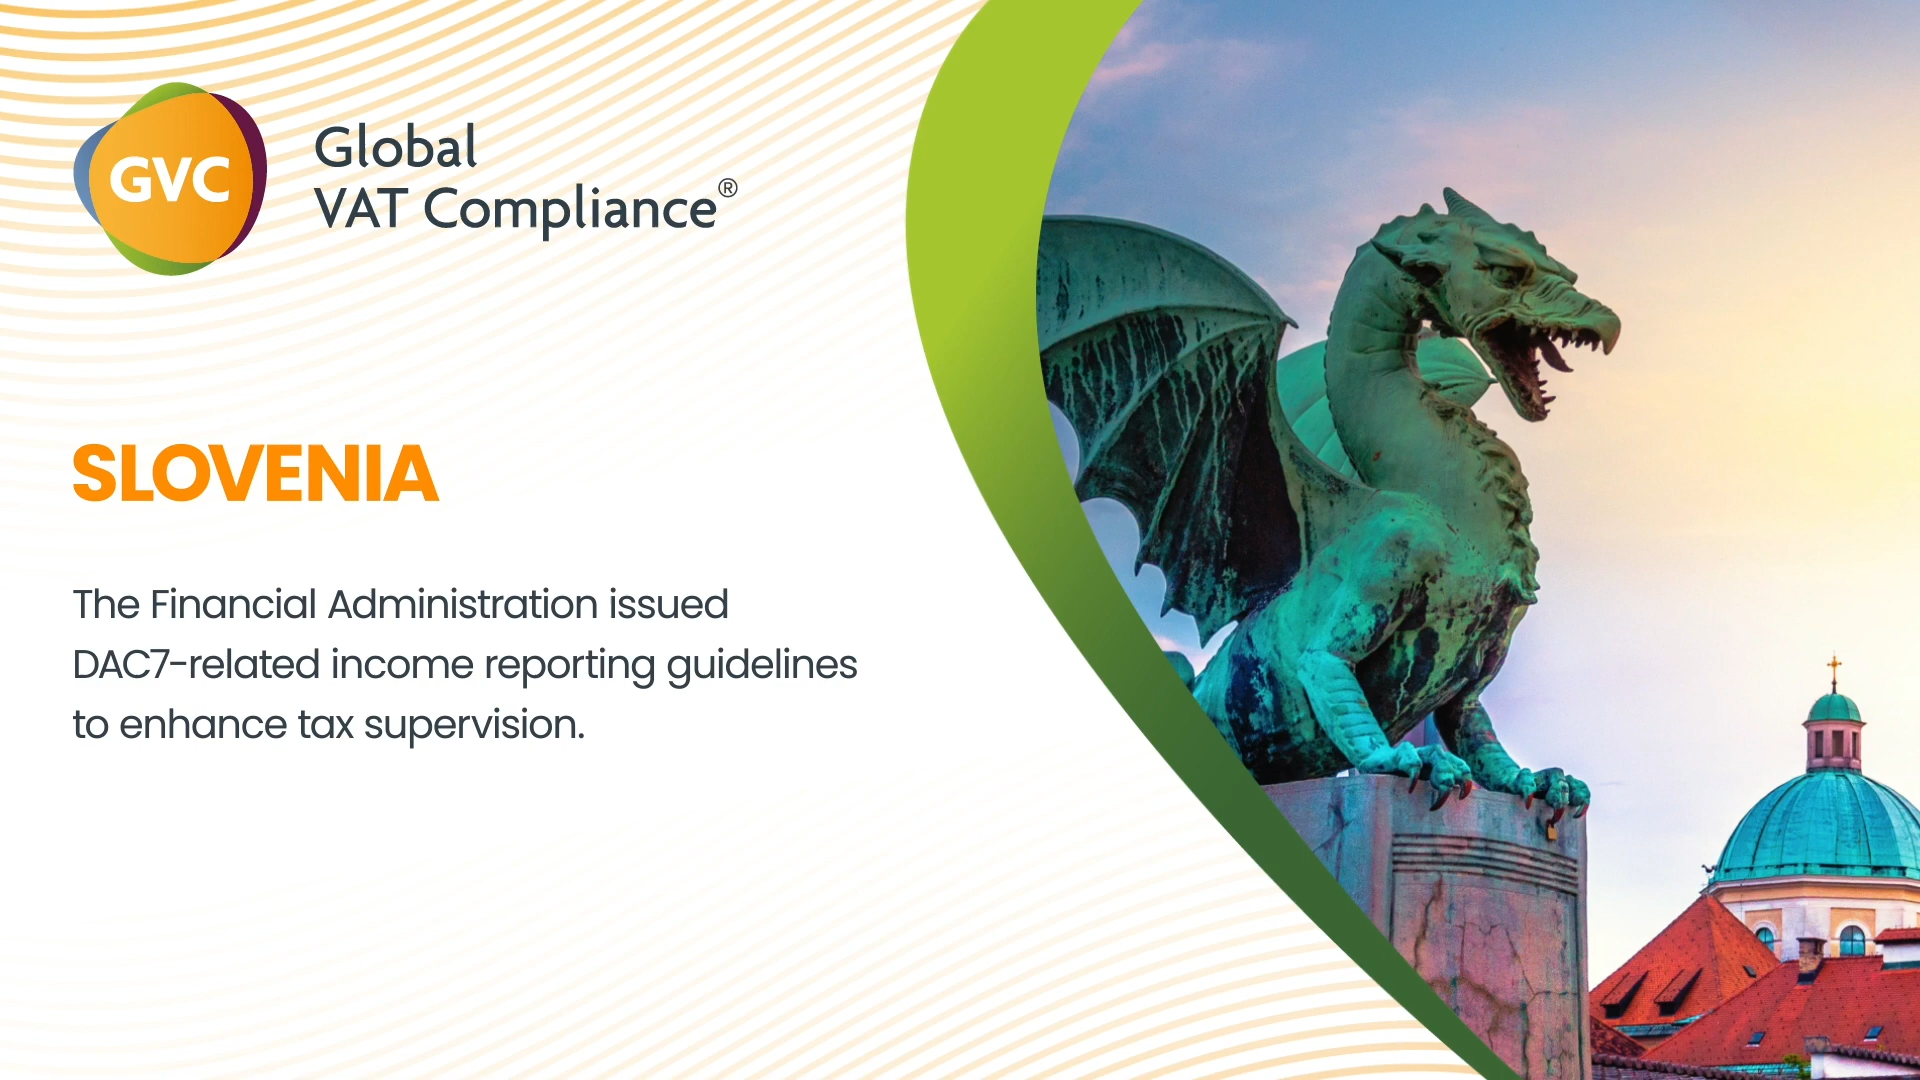 GVC
Global
VAT Compliance®
SLOVENIA
The Financial Administration issued
DAC7-related income reporting guidelines
to enhance tax supervision.